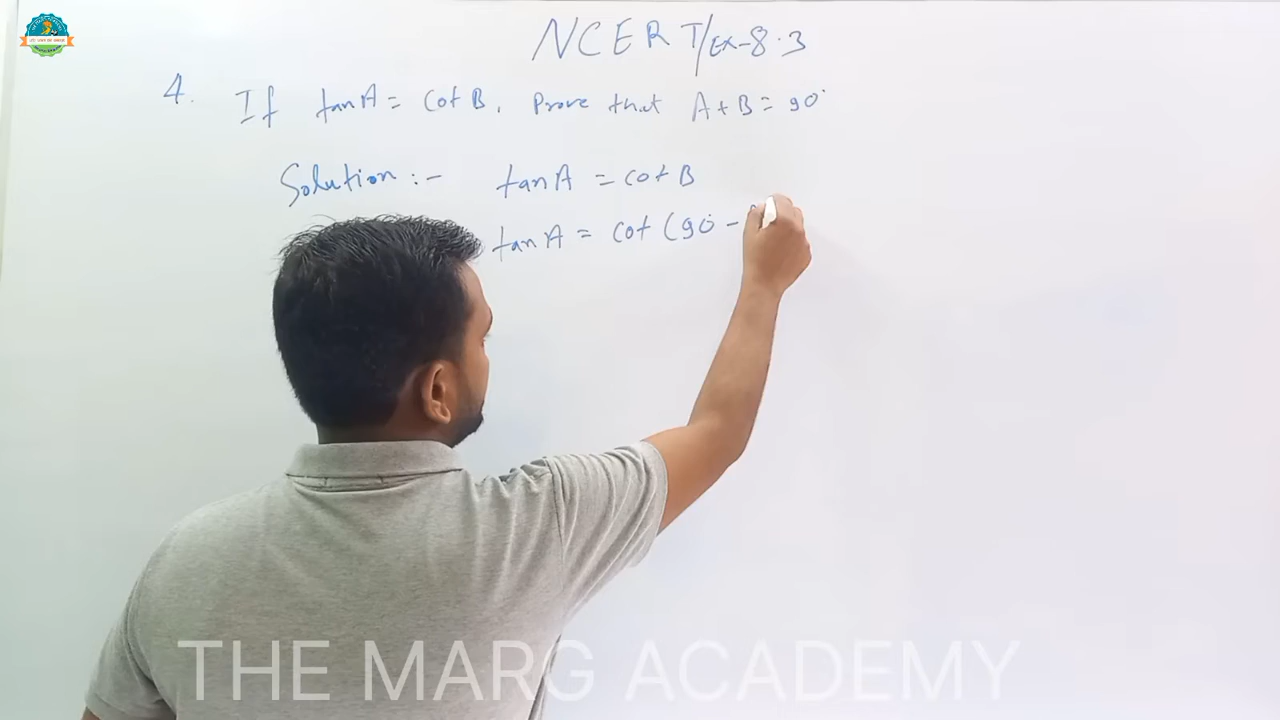 NCERT/Ex-8.3
4. If tanA = cotB, Prove that A+B=90°
Solution :- tanA = cotB
tanA = cot(90° -
THE MARG ACADEMY